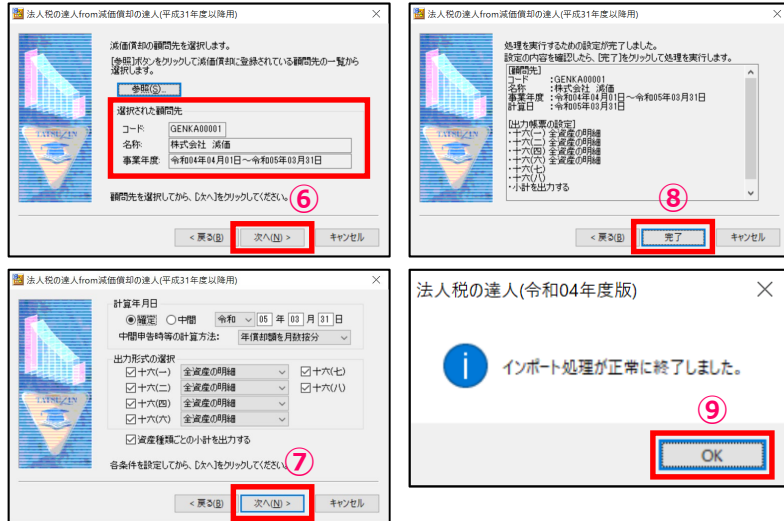 法人税の達人from減価償却の達人(平成31年度以降用)
減価償却の顧問先を選択します。
[参照]ボタンをクリックして減価償却に登録されている顧問先の一覧から
選択します。
参照(S)...
選択された顧問先
コード: GENKA00001
名称: 株式会社 減価
事業年度: 令和04年04月01日～令和05年03月31日
顧問先を選択してから、[次へ]をクリックしてください。
⑥
< 戻る(B) 次へ(N) > キャンセル
TATSUZIN
法人税の達人from減価償却の達人(平成31年度以降用)
処理を実行するための設定が完了しました。
設定の内容を確認したら、[完了]をクリックして処理を実行します。
[顧問先]
コード :GENKA00001
名称 :株式会社 減価
事業年度 :令和04年04月01日～令和05年03月31日
計算日 :令和05年03月31日
[出力帳票の設定]
・十六(一) 全資産の明細
・十六(二) 全資産の明細
・十六(四) 全資産の明細
・十六(六) 全資産の明細
・十六(七)
・十六(八)
・小計を出力する
⑧
< 戻る(B) 完了 キャンセル
TATSUZIN
法人税の達人from減価償却の達人(平成31年度以降用)
計算年月日
確定 中間 令和 05 年 03 月 31 日
中間申告時等の計算方法: 年償却額を月数按分
出力形式の選択
十六(一) 全資産の明細 十六(七)
十六(二) 全資産の明細 十六(八)
十六(四) 全資産の明細
十六(六) 全資産の明細
資産種類ごとの小計を出力する
各条件を設定してから、[次へ]をクリックしてください。
⑦
< 戻る(B) 次へ(N) > キャンセル
TATSUZIN
法人税の達人(令和04年度版)
インポート処理が正常に終了しました。
⑨
OK